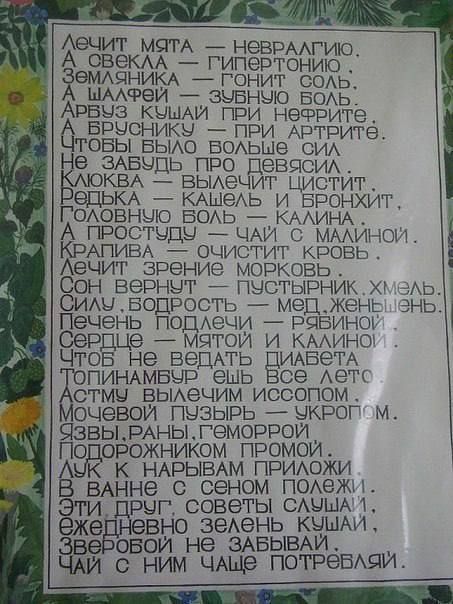 Лечит мята — невралгию,
А свекла — гипертонию,
Земляника — гонит соль,
А шалфей — зубную боль.
Арбуз кушай при нефрите,
А бруснику — при артрите.
Чтобы было больше сил
Не забудь про девясил.
Клюква — вылечит цистит,
Редька — кашель и бронхит,
Головную боль — калина.
А простуду — чай с малиной.
Крапива — очистит кровь.
Лечит зрение морковь.
Сон вернут — пустырник, хмель.
Силу, бодрость — мед, женьшень.
Печень подлечи — рябиной,
Сердце — мятой и калиной.
Чтоб не ведать диабета
Топинамбур ешь все лето.
Астму вылечим иссопом,
Мочевой пузырь — укропом.
Язвы, раны, геморрой
Подорожником промой.
Лук к нарывам приложи,
В ванне с сеном полежи.
Эти, друг, советы слушай,
Ежедневно зелень кушай,
Зверобой не забывай,
Чай с ним чаще потребляй.